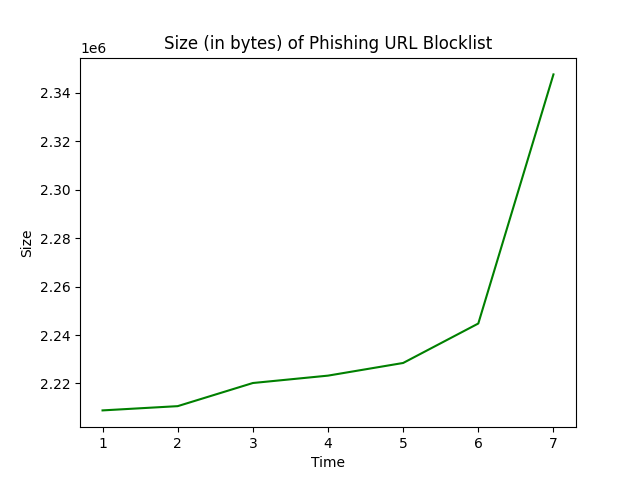 Size (in bytes) of Phishing URL Blocklist
1e6
2.34
2.32
2.30
2.28
2.26
2.24
2.22
Size
1 2 3 4 5 6 7
Time